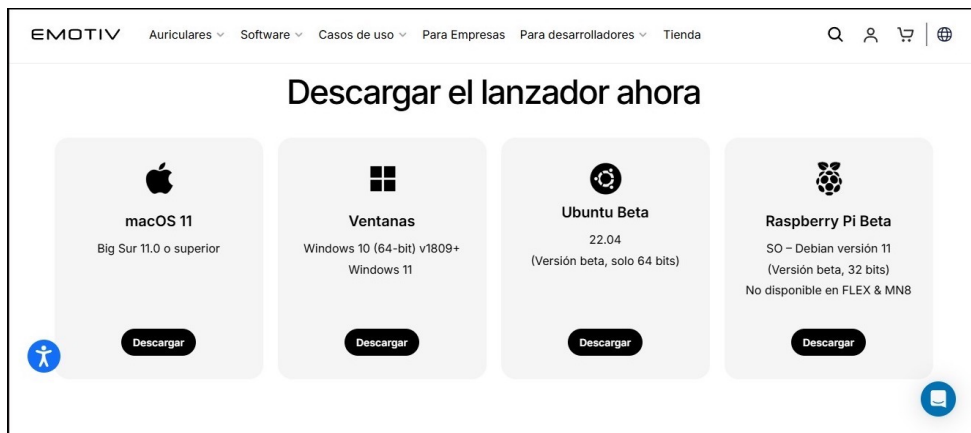 EMOTIV Auriculares Software Casos de uso Para Empresas Para desarrolladores Tienda
Descargar el lanzador ahora
macOS 11
Big Sur 11.0 o superior
Descargar
Ventanas
Windows 10 (64-bit) v1809+
Windows 11
Descargar
Ubuntu Beta
22.04
(Versión beta, solo 64 bits)
Descargar
Raspberry Pi Beta
SO – Debian versión 11
(Versión beta, 32 bits)
No disponible en FLEX & MN8
Descargar